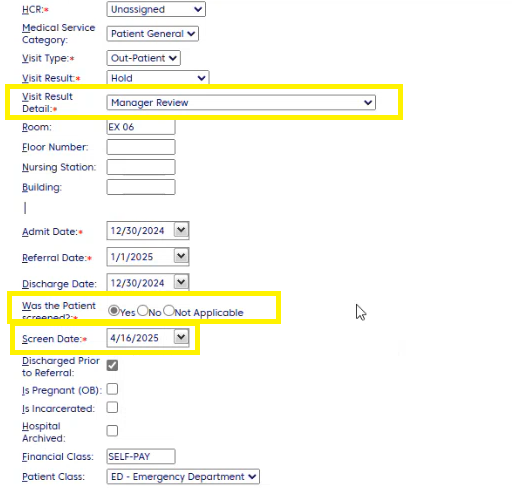 HCR:* Unassigned
Medical Service
Category: Patient General
Visit Type:* Out-Patient
Visit Result:* Hold
Visit Result
Detail:* Manager Review
Room: EX 06
Floor Number:
Nursing Station:
Building:
Admit Date:* 12/30/2024
Referral Date:* 1/1/2025
Discharge Date: 12/30/2024
Was the Patient
screened?:* Yes No Not Applicable
Screen Date:* 4/16/2025
Discharged Prior
to Referral:
Is Pregnant (OB):
Is Incarcerated:
Hospital
Archived:
Financial Class: SELF-PAY
Patient Class: ED - Emergency Department